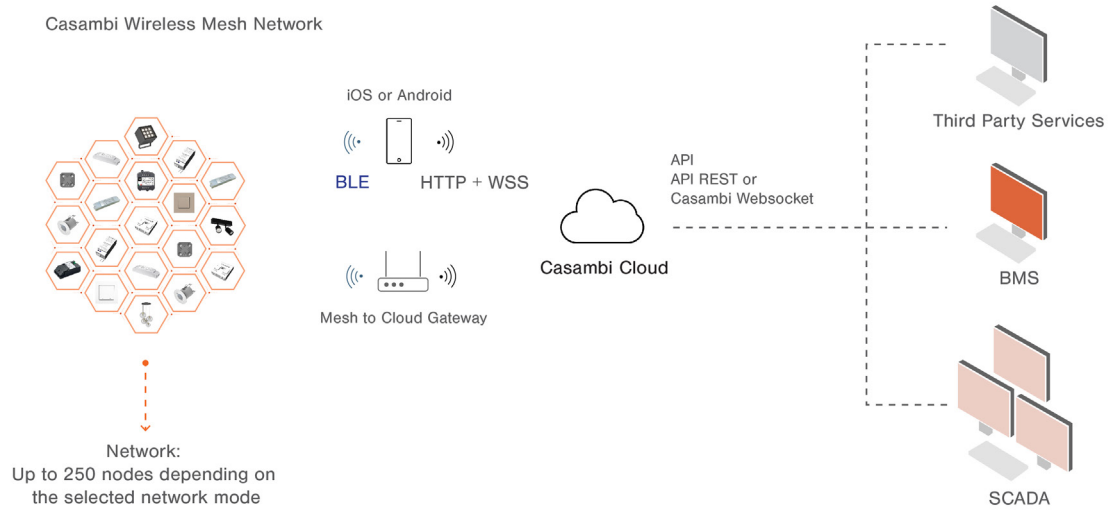 Casambi Wireless Mesh Network
iOS or Android
BLE
HTTP + WSS
Mesh to Cloud Gateway
Network:
Up to 250 nodes depending on
the selected network mode
Casambi Cloud
API
API REST or
Casambi Websocket
Third Party Services
BMS
SCADA